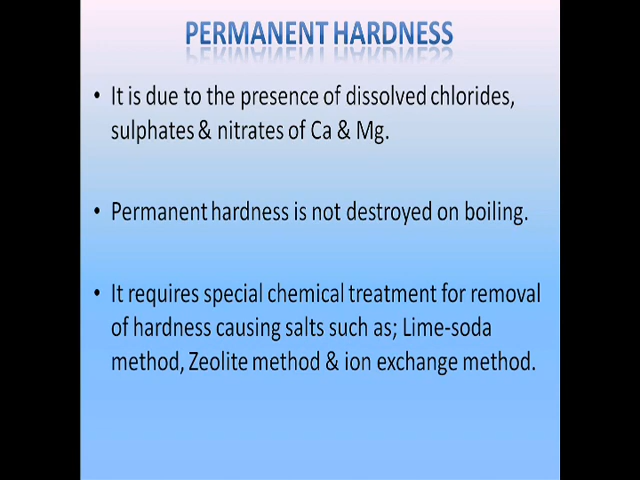 PERMANENT HARDNESS
• It is due to the presence of dissolved chlorides,
sulphates & nitrates of Ca & Mg.
• Permanent hardness is not destroyed on boiling.
• It requires special chemical treatment for removal
of hardness causing salts such as; Lime-soda
method, Zeolite method & ion exchange method.